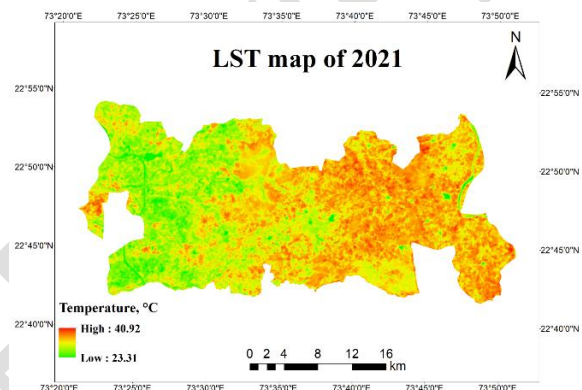 73°20'0"E 73°25'0"E 73°30'0"E 73°35'0"E 73°40'0"E 73°45'0"E 73°50'0"E
N
LST map of 2021
22°55'0"N 22°55'0"N
22°50'0"N 22°50'0"N
22°45'0"N 22°45'0"N
Temperature, °C
High : 40.92
22°40'0"N 22°40'0"N
Low : 23.31
0 2 4 8 12 16
km
73°20'0"E 73°25'0"E 73°30'0"E 73°35'0"E 73°40'0"E 73°45'0"E 73°50'0"E